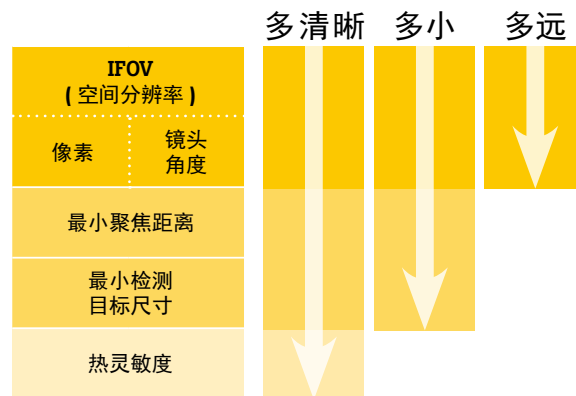 多清晰 多小 多远
IFOV
( 空间分辨率 )
像素
镜头
角度
最小聚焦距离
最小检测
目标尺寸
热灵敏度